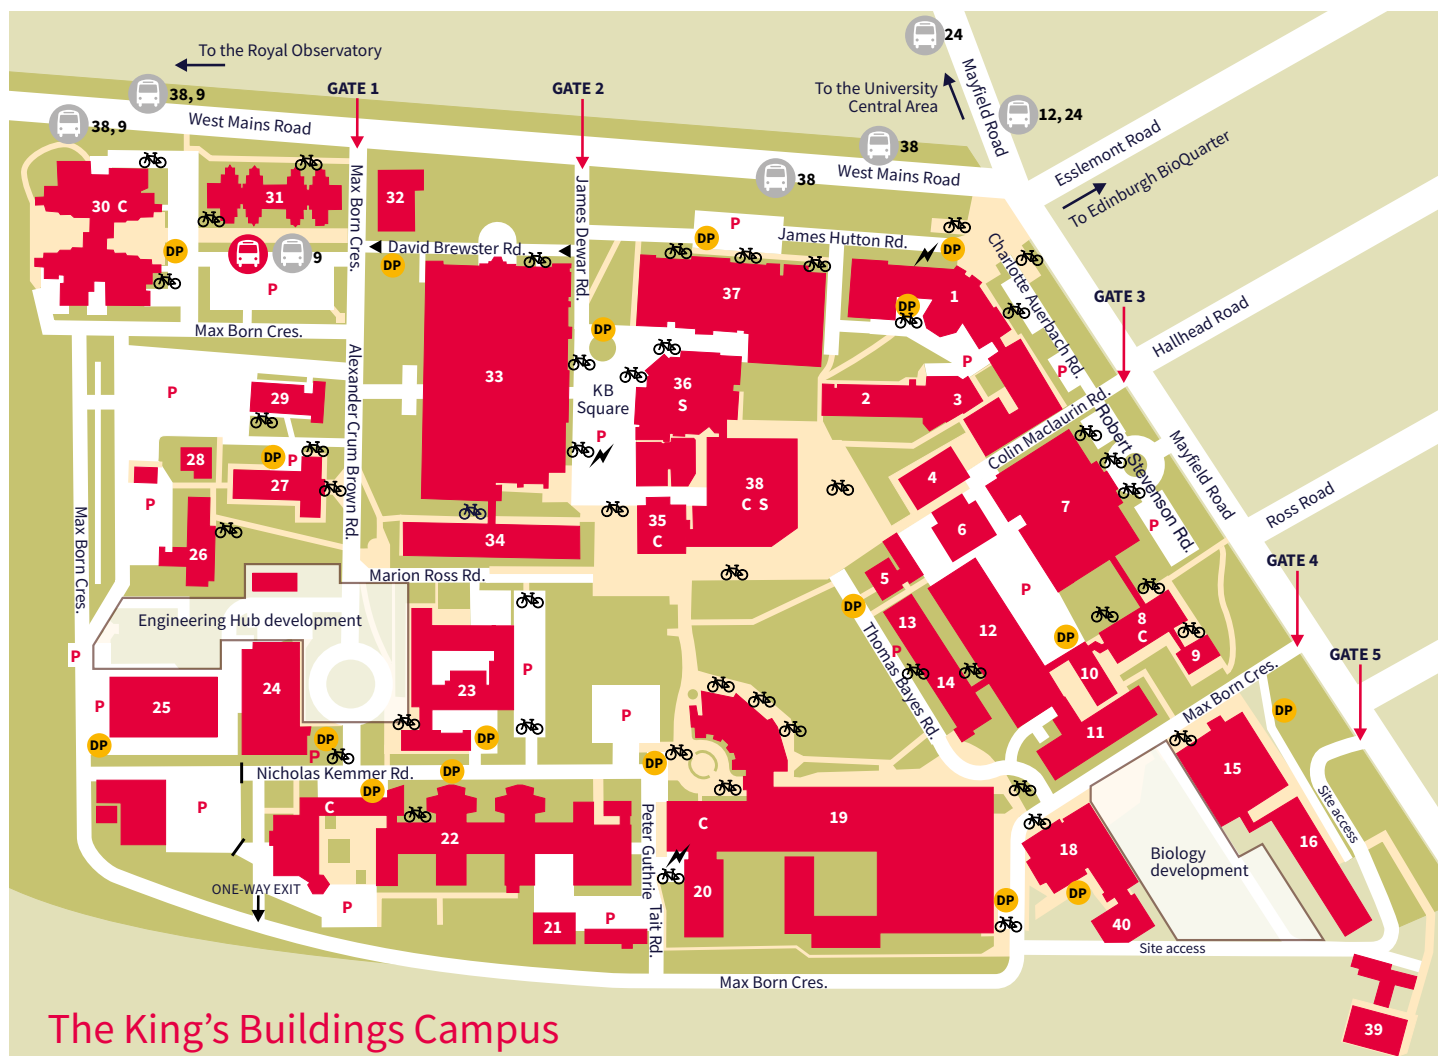 24
To the Royal Observatory
Mayfield Road
GATE 1
GATE 2
To the University
Central Area
38, 9
12, 24
38, 9
West Mains Road
Esslemont Road
38
To Edinburgh BioQuarter
38
West Mains Road
30 C
31
32
Max Born Cres.
James Dewar Rd.
P
DP
James Hutton Rd.
DP
DP
9
David Brewster Rd.
DP
Charlotte Auerbach Rd.
P
37
1
DP
GATE 3
Hallhead Road
Max Born Cres.
DP
P
P
33
36
S
KB
Square
P
29
Alexander Crum Brown Rd.
2
3
Colin Maclaurin Rd.
Robert Stevenson Rd.
Mayfield Road
P
28
DP
P
27
4
38
C S
P
7
Ross Road
35
C
6
P
Max Born Cres.
26
34
GATE 4
Marion Ross Rd.
5
P
DP
Engineering Hub development
13
12
8
C
DP
P
P
Thomas Bayes Rd.
9
GATE 5
23
P
24
14
10
Max Born Cres.
P
25
P
11
DP
DP
DP
DP
P
DP
15
Nicholas Kemmer Rd.
DP
DP
Site access
P
C
22
Peter Guthrie Tait Rd.
C
19
16
18
Biology
development
ONE-WAY EXIT
20
DP
DP
P
P
21
40
Site access
Max Born Cres.
39
The King's Buildings Campus